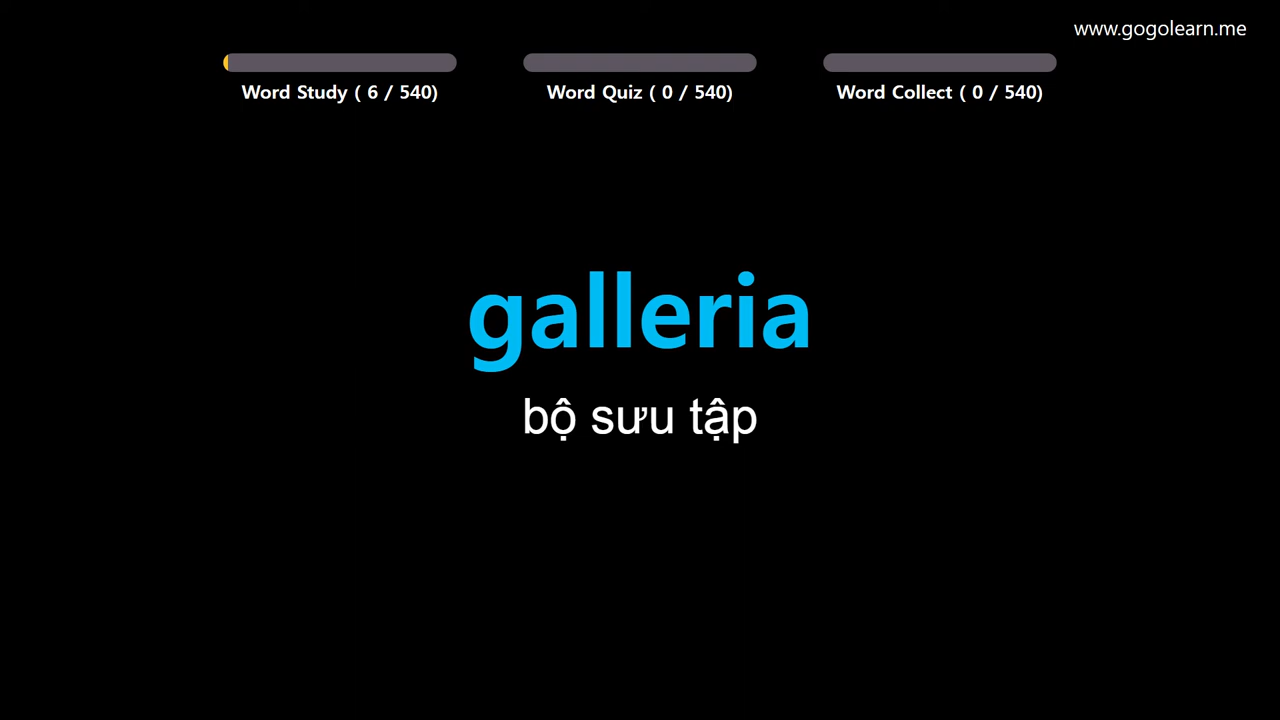 www.gogolearn.me
Word Study ( 6 / 540)
Word Quiz ( 0 / 540)
Word Collect ( 0 / 540)
galleria
bộ sưu tập